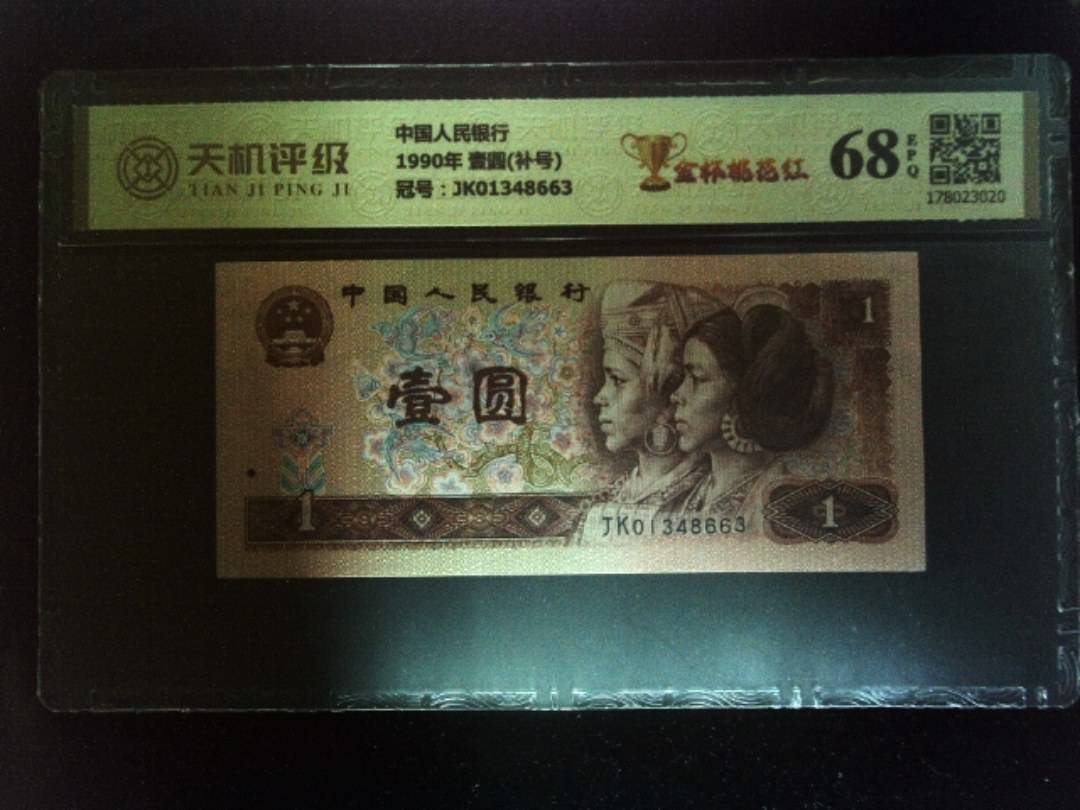 天机评级
TIAN JI PING JI
中国人民银行
1990年 壹圆(补号)
冠号：JK01348663
金杯桃花红
68
EPQ
178023020
中国人民银行
1
壹圆
1
JK01348663
1